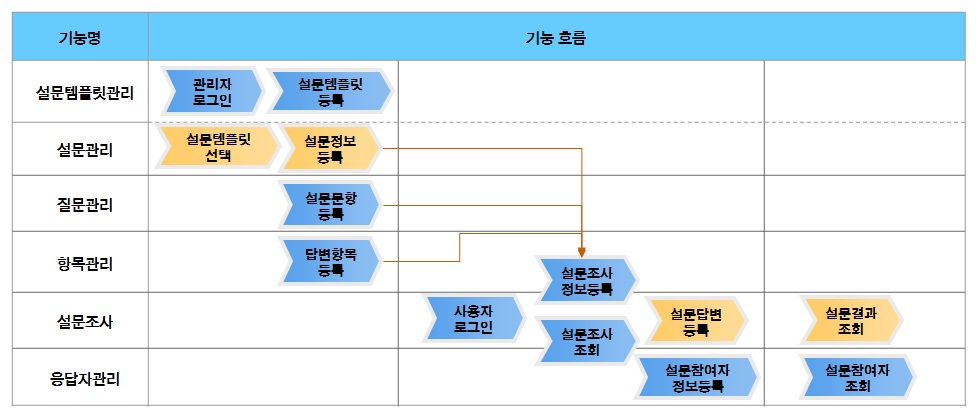 기능명
기능 흐름
설문템플릿관리
관리자
로그인
설문템플릿
등록
설문관리
설문템플릿
선택
설문정보
등록
질문관리
설문문항
등록
항목관리
답변항목
등록
설문조사
정보등록
설문조사
사용자
로그인
설문조사
조회
설문답변
등록
설문결과
조회
응답자관리
설문참여자
정보등록
설문참여자
조회